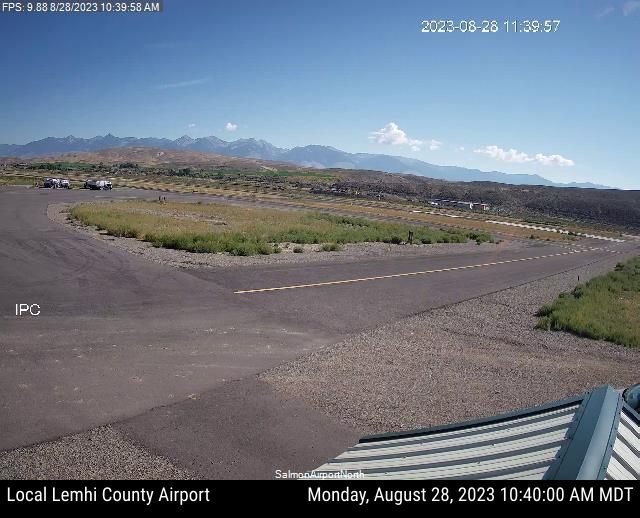 FPS: 9.88 8/28/2023 10:39:58 AM
2023-08-28 11:39:57
IPC
SalmonAirportNorth
Local Lemhi County Airport
Monday, August 28, 2023 10:40:00 AM MDT